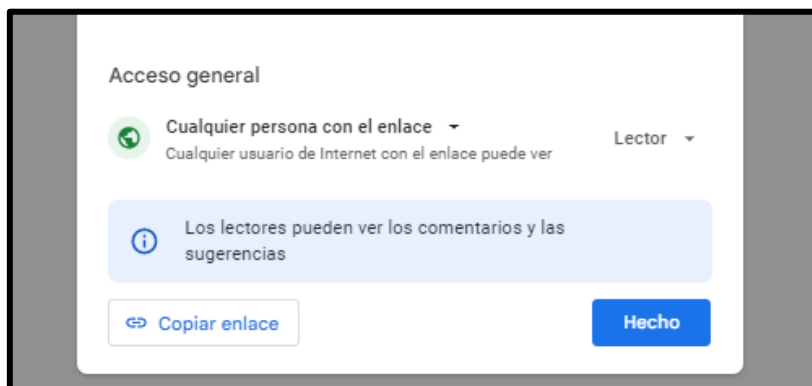 Acceso general
Cualquier persona con el enlace
Cualquier usuario de Internet con el enlace puede ver
Lector
Los lectores pueden ver los comentarios y las
sugerencias
Copiar enlace
Hecho